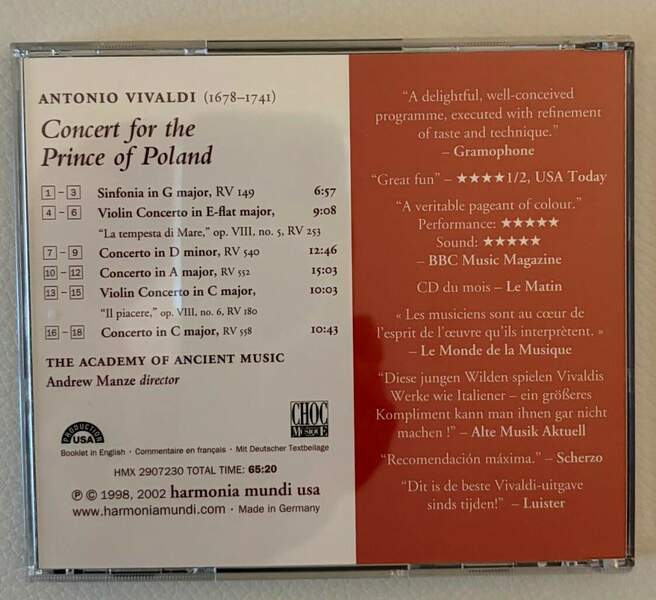 ANTONIO VIVALDI (1678–1741)
Concert for the
Prince of Poland
1 – 3 Sinfonia in G major, RV 149 6:57
4 – 6 Violin Concerto in E-flat major, 9:08
"La tempesta di Mare," op. VIII, no. 5, RV 253
7 – 9 Concerto in D minor, RV 540 12:46
10 – 12 Concerto in A major, RV 552 15:03
13 – 15 Violin Concerto in C major, 10:03
"Il piacere," op. VIII, no. 6, RV 180
16 – 18 Concerto in C major, RV 558 10:43
THE ACADEMY OF ANCIENT MUSIC
Andrew Manze director
PRODUCTION
USA
CHOC
MUSIQUE
Booklet in English · Commentaire en français · Mit Deutscher Textbeilage
HMX 2907230 TOTAL TIME: 65:20
℗ © 1998, 2002 harmonia mundi usa
www.harmoniamundi.com · Made in Germany
"A delightful, well-conceived
programme, executed with refinement
of taste and technique."
– Gramophone
"Great fun" – ★★★★1/2, USA Today
"A veritable pageant of colour."
Performance: ★★★★★
Sound: ★★★★★
– BBC Music Magazine
CD du mois – Le Matin
« Les musiciens sont au cœur de
l'esprit de l'œuvre qu'ils interprètent. »
– Le Monde de la Musique
"Diese jungen Wilden spielen Vivaldis
Werke wie Italiener – ein größeres
Kompliment kann man ihnen gar nicht
machen !" – Alte Musik Aktuell
"Recomendación máxima." – Scherzo
"Dit is de beste Vivaldi-uitgave
sinds tijden!" – Luister